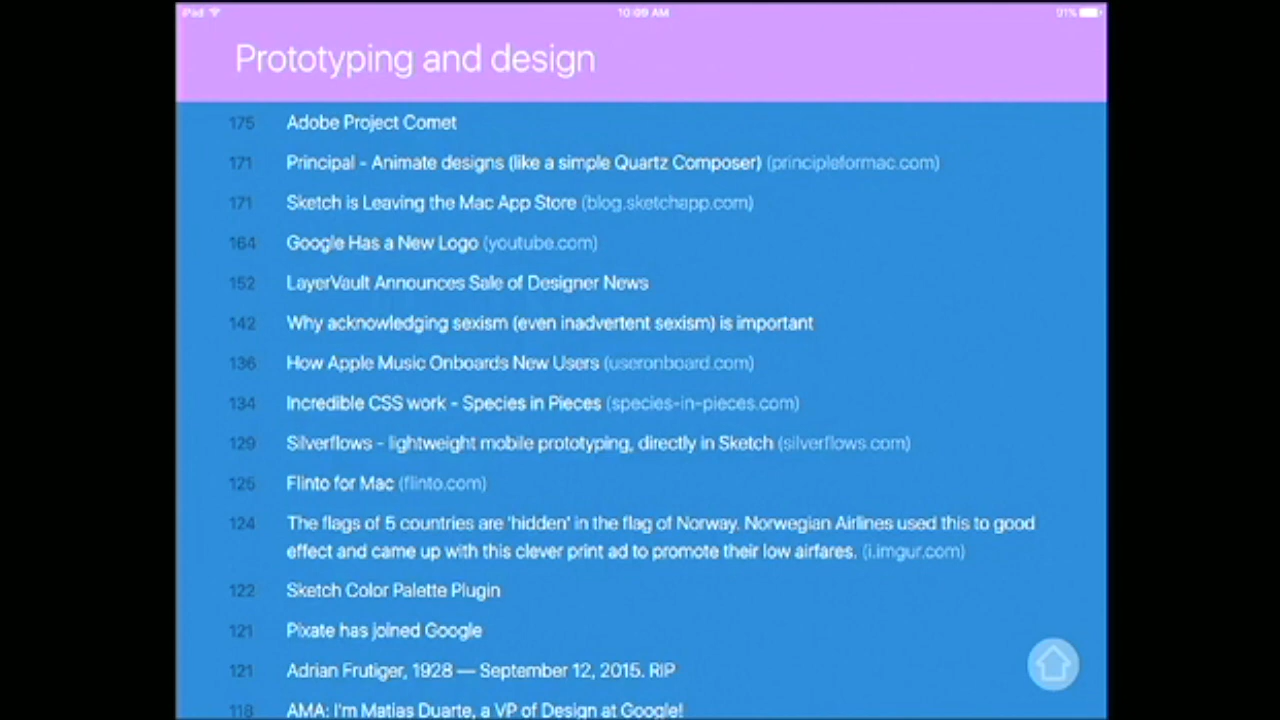 iPad
10:09 AM
91%
Prototyping and design
175 Adobe Project Comet
171 Principal - Animate designs (like a simple Quartz Composer) (principleformac.com)
171 Sketch is Leaving the Mac App Store (blog.sketchapp.com)
164 Google Has a New Logo (youtube.com)
152 LayerVault Announces Sale of Designer News
142 Why acknowledging sexism (even inadvertent sexism) is important
136 How Apple Music Onboards New Users (useronboard.com)
134 Incredible CSS work - Species in Pieces (species-in-pieces.com)
129 Silverflows - lightweight mobile prototyping, directly in Sketch (silverflows.com)
125 Flinto for Mac (flinto.com)
124 The flags of 5 countries are 'hidden' in the flag of Norway. Norwegian Airlines used this to good
effect and came up with this clever print ad to promote their low airfares. (i.imgur.com)
122 Sketch Color Palette Plugin
121 Pixate has joined Google
121 Adrian Frutiger, 1928 — September 12, 2015. RIP
118 AMA: I'm Matias Duarte, a VP of Design at Google!